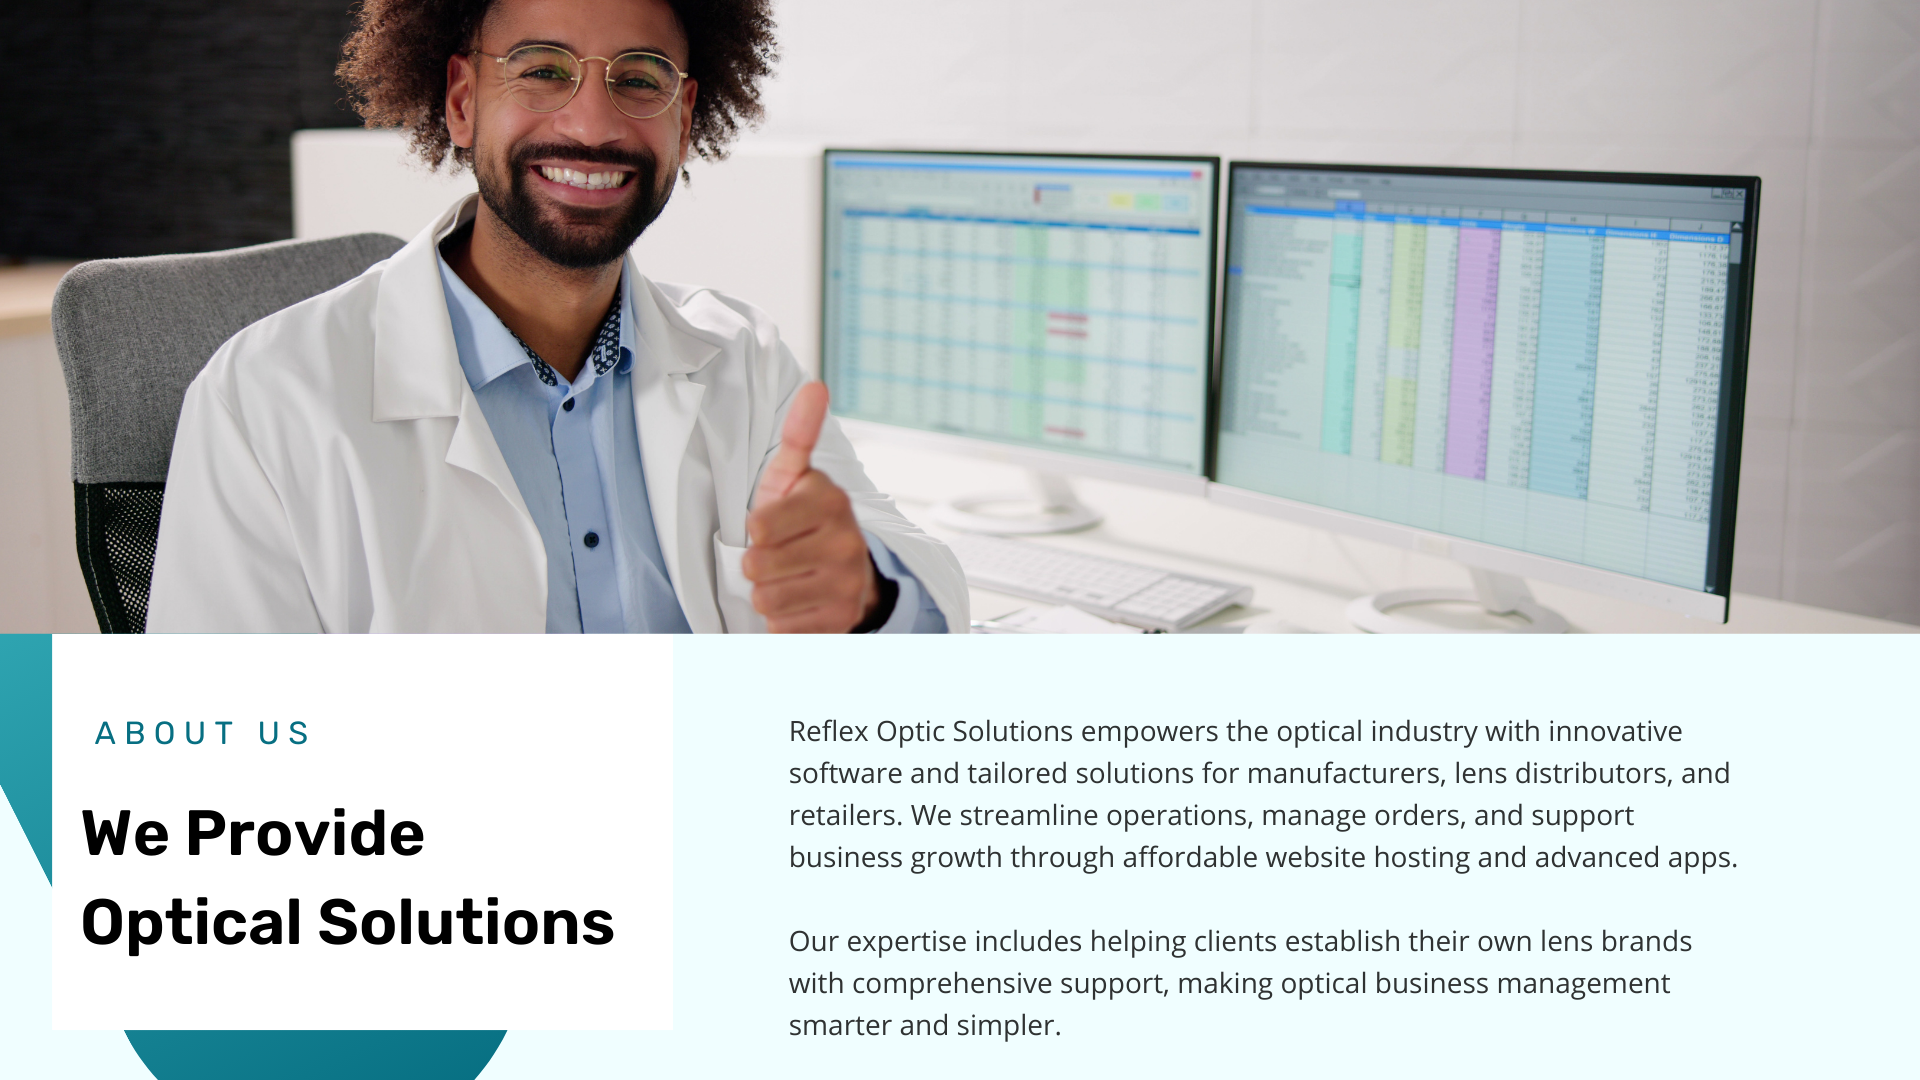 ABOUT US
We Provide
Optical Solutions
Reflex Optic Solutions empowers the optical industry with innovative
software and tailored solutions for manufacturers, lens distributors, and
retailers. We streamline operations, manage orders, and support
business growth through affordable website hosting and advanced apps.
Our expertise includes helping clients establish their own lens brands
with comprehensive support, making optical business management
smarter and simpler.